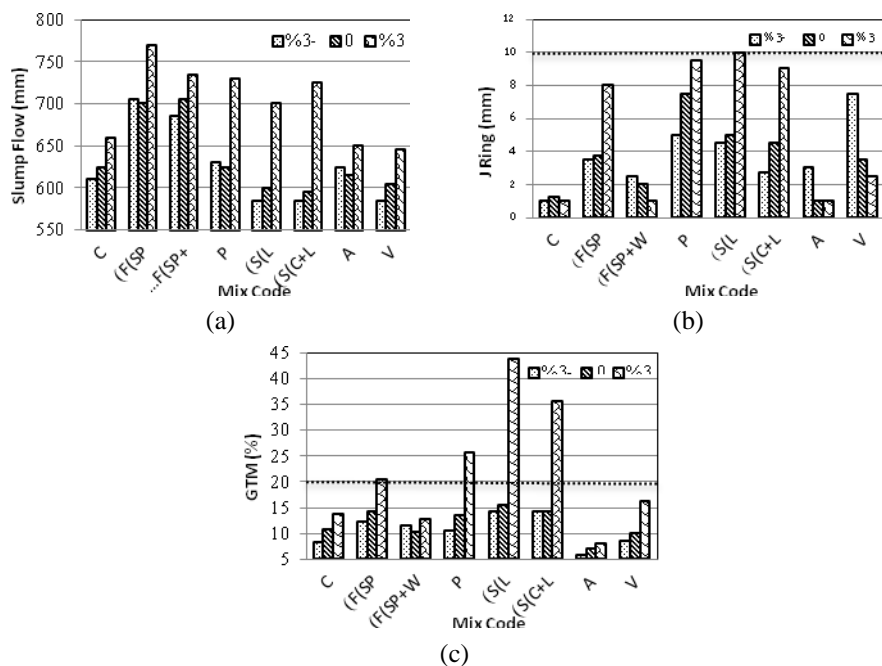 800
750
700
650
600
550
Slump Flow (mm)
%3- 0 %3
C (F(SP ...F(SP+ P (S(L (S(C+L A V
Mix Code
(a)
12
10
8
6
4
2
0
J Ring (mm)
%3- 0 %3
C (F(SP (F(SP+W P (S(L (S(C+L A V
Mix Code
(b)
45
40
35
30
25
20
15
10
5
GTM (%)
%3- 0 %3
C (F(SP (F(SP+W P (S(L (S(C+L A V
Mix Code
(c)